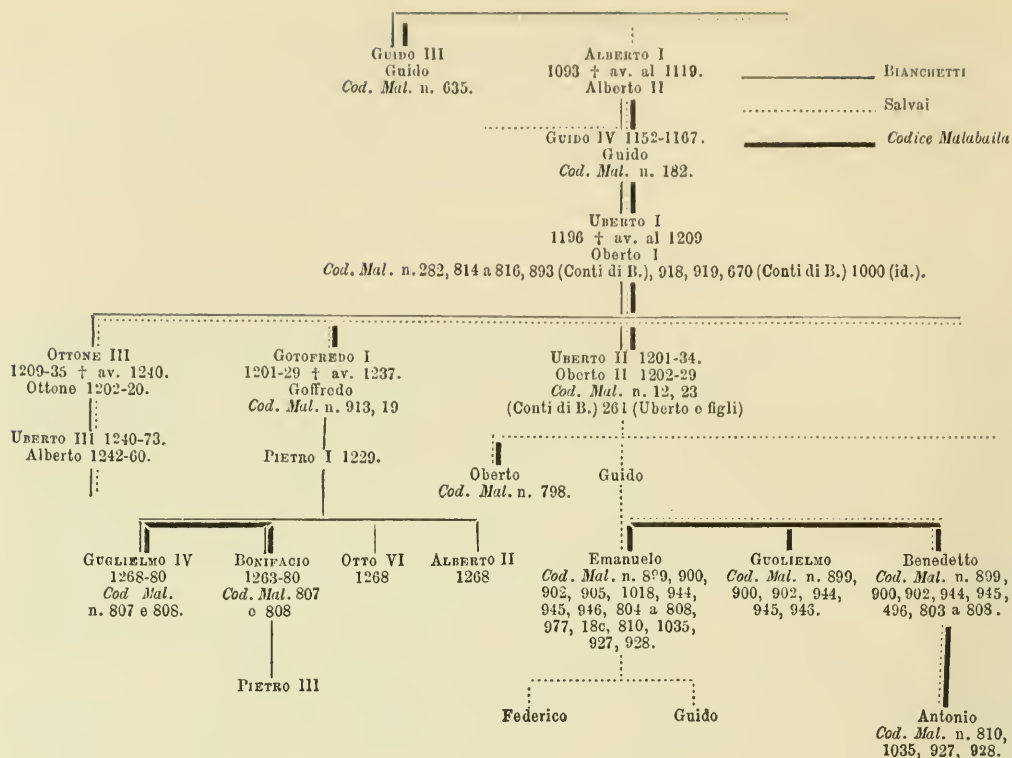 GUIDO III
Guido
Cod. Mal. n. 635.
ALBERTO I
1093 † av. al 1119.
Alberto II
BIANCHETTI
Salvai
Codice Malabaila
GUIDO IV 1152-1167.
Guido
Cod. Mal. n. 182.
UBERTO I
1196 † av. al 1209
Oberto I
Cod. Mal. n. 282, 814 a 816, 893 (Conti di B.), 918, 919, 670 (Conti di B.) 1000 (id.).
OTTONE III
1209-35 † av. 1240.
Ottone 1202-20.
GOTOFREDO I
1201-29 † av. 1237.
Goffredo
Cod. Mal. n. 913, 19
UBERTO II 1201-34.
Oberto II 1202-29
Cod. Mal. n. 12, 23
(Conti di B.) 261 (Uberto e figli)
UBERTO III 1240-73.
Alberto 1242-60.
PIETRO I 1229.
Oberto
Cod. Mal. n. 798.
Guido
GUGLIELMO IV
1268-80
Cod. Mal.
n. 807 e 808.
BONIFACIO
1263-80
Cod. Mal. 807
e 808
OTTO VI
1268
ALBERTO II
1268
Emanuelo
Cod. Mal. n. 899, 900,
902, 905, 1018, 944,
945, 946, 804 a 808,
977, 18c, 810, 1035,
927, 928.
GUGLIELMO
Cod. Mal. n. 899,
900, 902, 944,
945, 946.
Benedetto
Cod. Mal. n. 899,
900, 902, 944, 945,
496, 803 a 808.
PIETRO III
Federico
Guido
Antonio
Cod. Mal. n. 810,
1035, 927, 928.